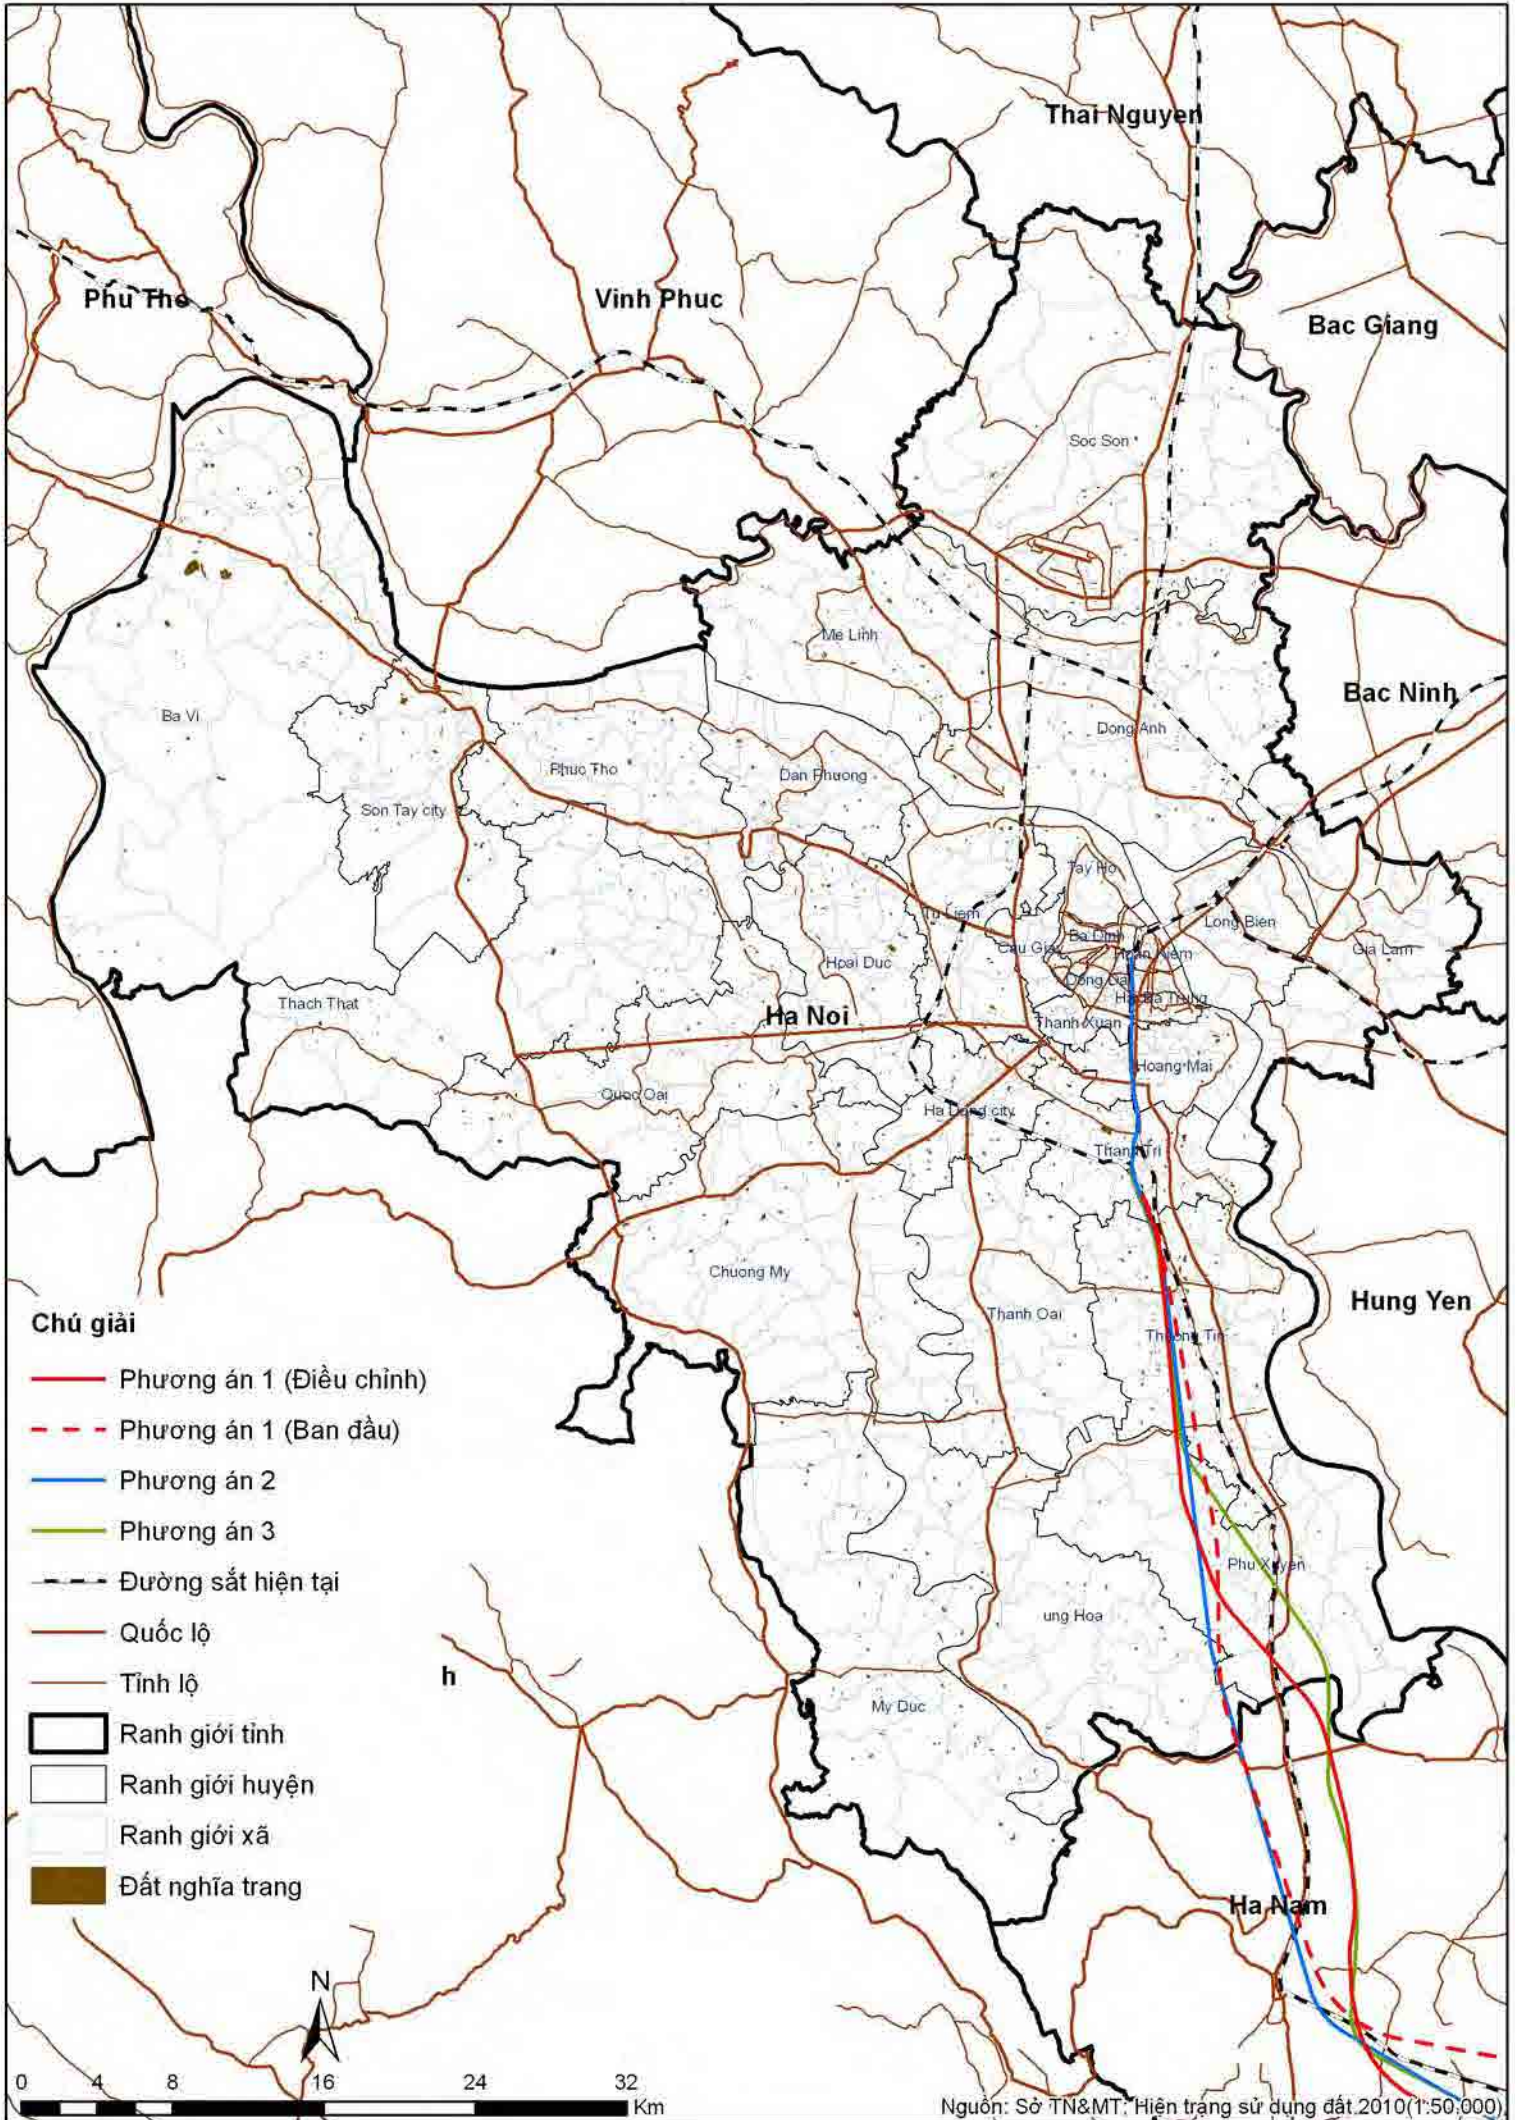 Thai Nguyen
Phu Tho
Vinh Phuc
Bac Giang
Soc Son
Me Linh
Bac Ninh
Ba Vi
Dong Anh
Phuc Tho
Dan Phuong
Son Tay city
Tay Ho
Tu Liem
Long Bien
Ba Dinh
Cau Giay
Gia Lam
Hoan Kiem
Hoai Duc
Dong Da
Hai Ba Trung
Thach That
Ha Noi
Thanh Xuan
Hoang Mai
Quoc Oai
Ha Dong city
Thanh Tri
Chuong My
Hung Yen
Thanh Oai
Thuong Tin
Phu Xuyen
ung Hoa
h
My Duc
Ha Nam
Chú giải
Phương án 1 (Điều chỉnh)
Phương án 1 (Ban đầu)
Phương án 2
Phương án 3
Đường sắt hiện tại
Quốc lộ
Tỉnh lộ
Ranh giới tỉnh
Ranh giới huyện
Ranh giới xã
Đất nghĩa trang
N
0 4 8 16 24 32
Km
Nguồn: Sở TN&MT: Hiện trạng sử dụng đất.2010(1:50,000)